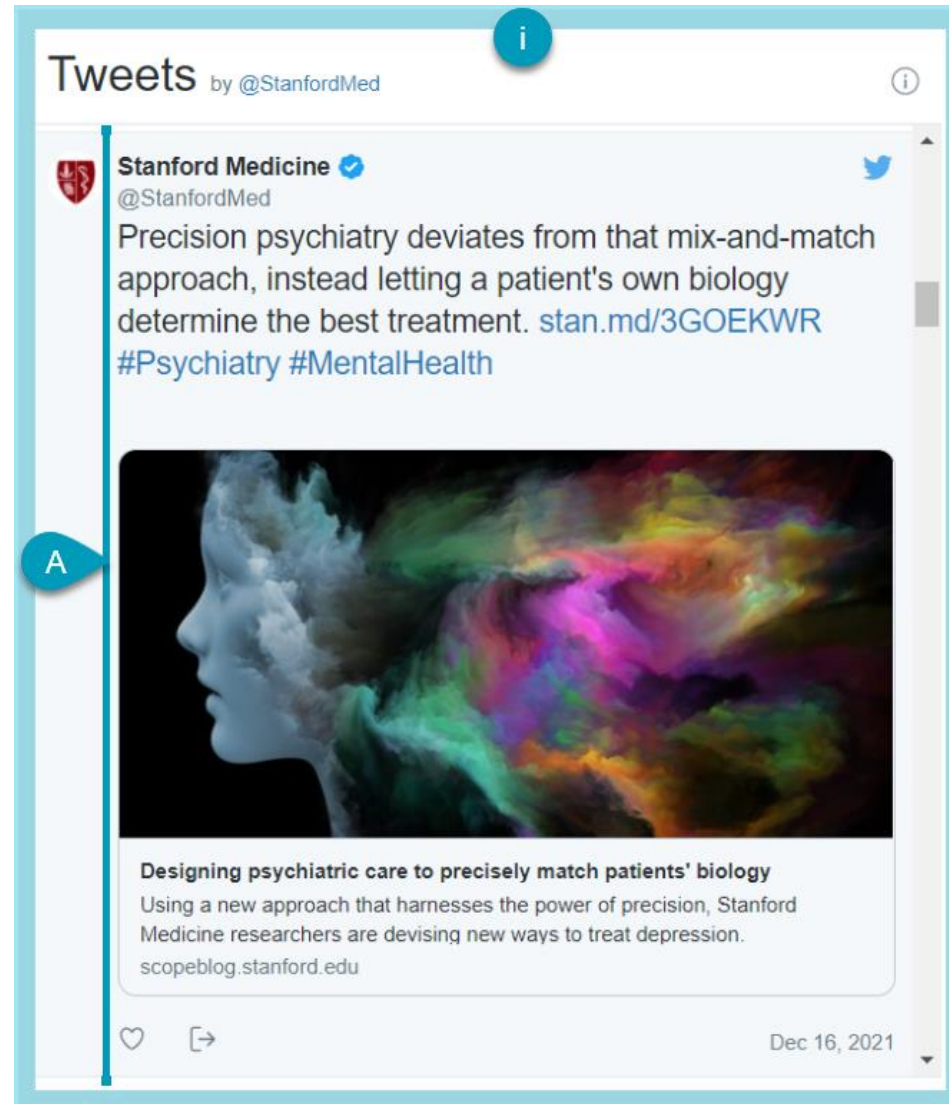 i
Tweets by @StanfordMed
Stanford Medicine
@StanfordMed
Precision psychiatry deviates from that mix-and-match
approach, instead letting a patient's own biology
determine the best treatment. stan.md/3GOEKWR
#Psychiatry #MentalHealth
A
Designing psychiatric care to precisely match patients' biology
Using a new approach that harnesses the power of precision, Stanford
Medicine researchers are devising new ways to treat depression.
scopeblog.stanford.edu
Dec 16, 2021